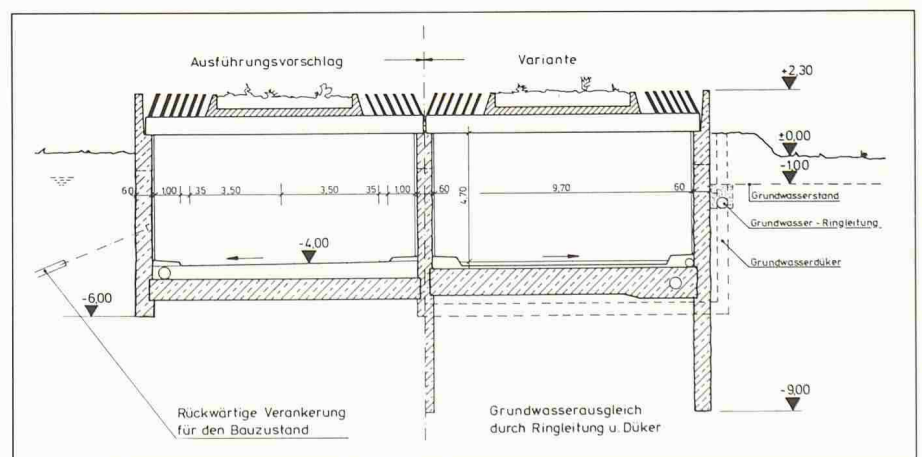 Ausführungsvorschlag
Variante
+2,30
±0,00
-1,00
Grundwasserstand
Grundwasser-Ringleitung
Grundwasserdüker
60 1,00 35 3,50 3,50 35 1,00 60 9,70 60
4,70
-4,00
-6,00
-9,00
Rückwärtige Verankerung
für den Bauzustand
Grundwasserausgleich
durch Ringleitung u. Düker